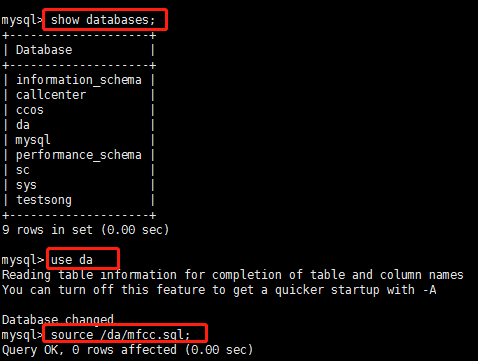 mysql> show databases;
+--------------------+
| Database           |
+--------------------+
| information_schema |
| callcenter         |
| ccos               |
| da                 |
| mysql              |
| performance_schema |
| sc                 |
| sys                |
| testsong           |
+--------------------+
9 rows in set (0.00 sec)
mysql> use da
Reading table information for completion of table and column names
You can turn off this feature to get a quicker startup with -A
Database changed
mysql> source /da/mfcc.sql;
Query OK, 0 rows affected (0.00 sec)